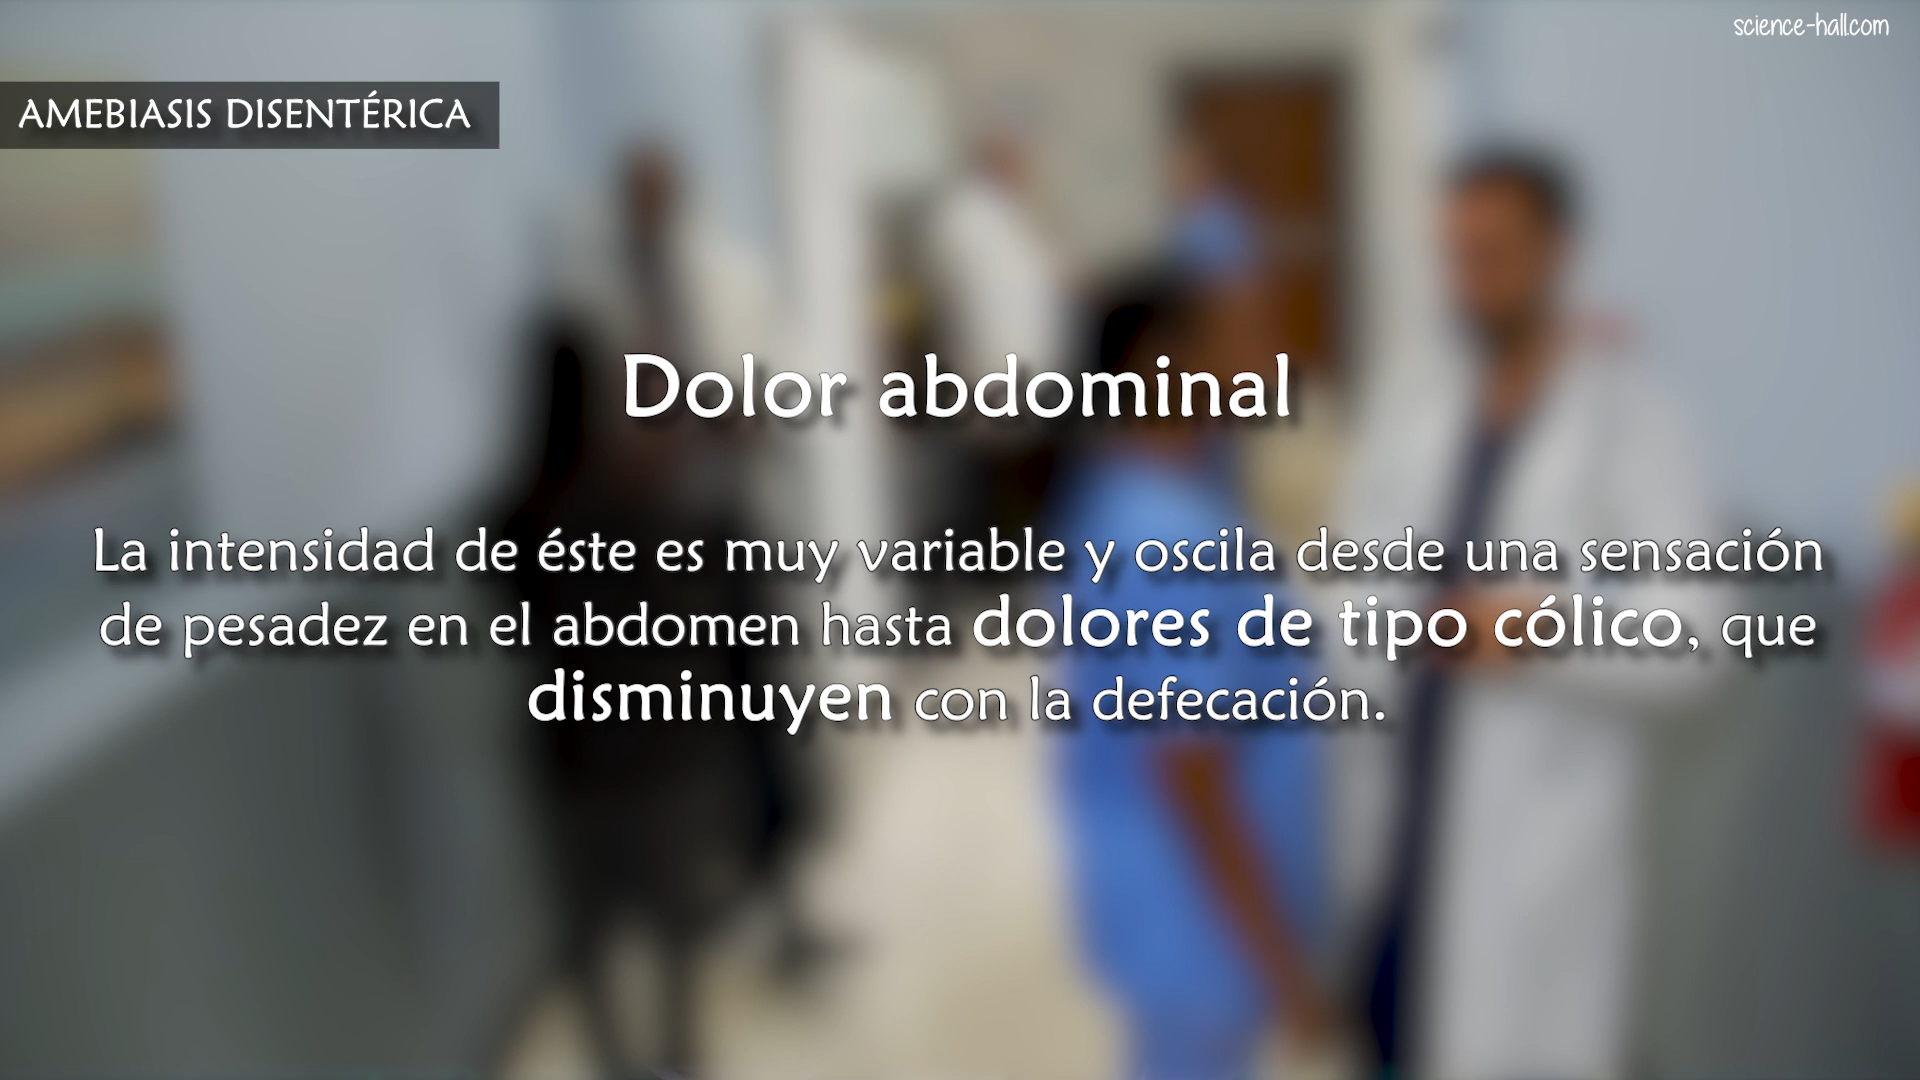 science-hall.com
AMEBIASIS DISENTÉRICA
Dolor abdominal
La intensidad de éste es muy variable y oscila desde una sensación
de pesadez en el abdomen hasta dolores de tipo cólico, que
disminuyen con la defecación.